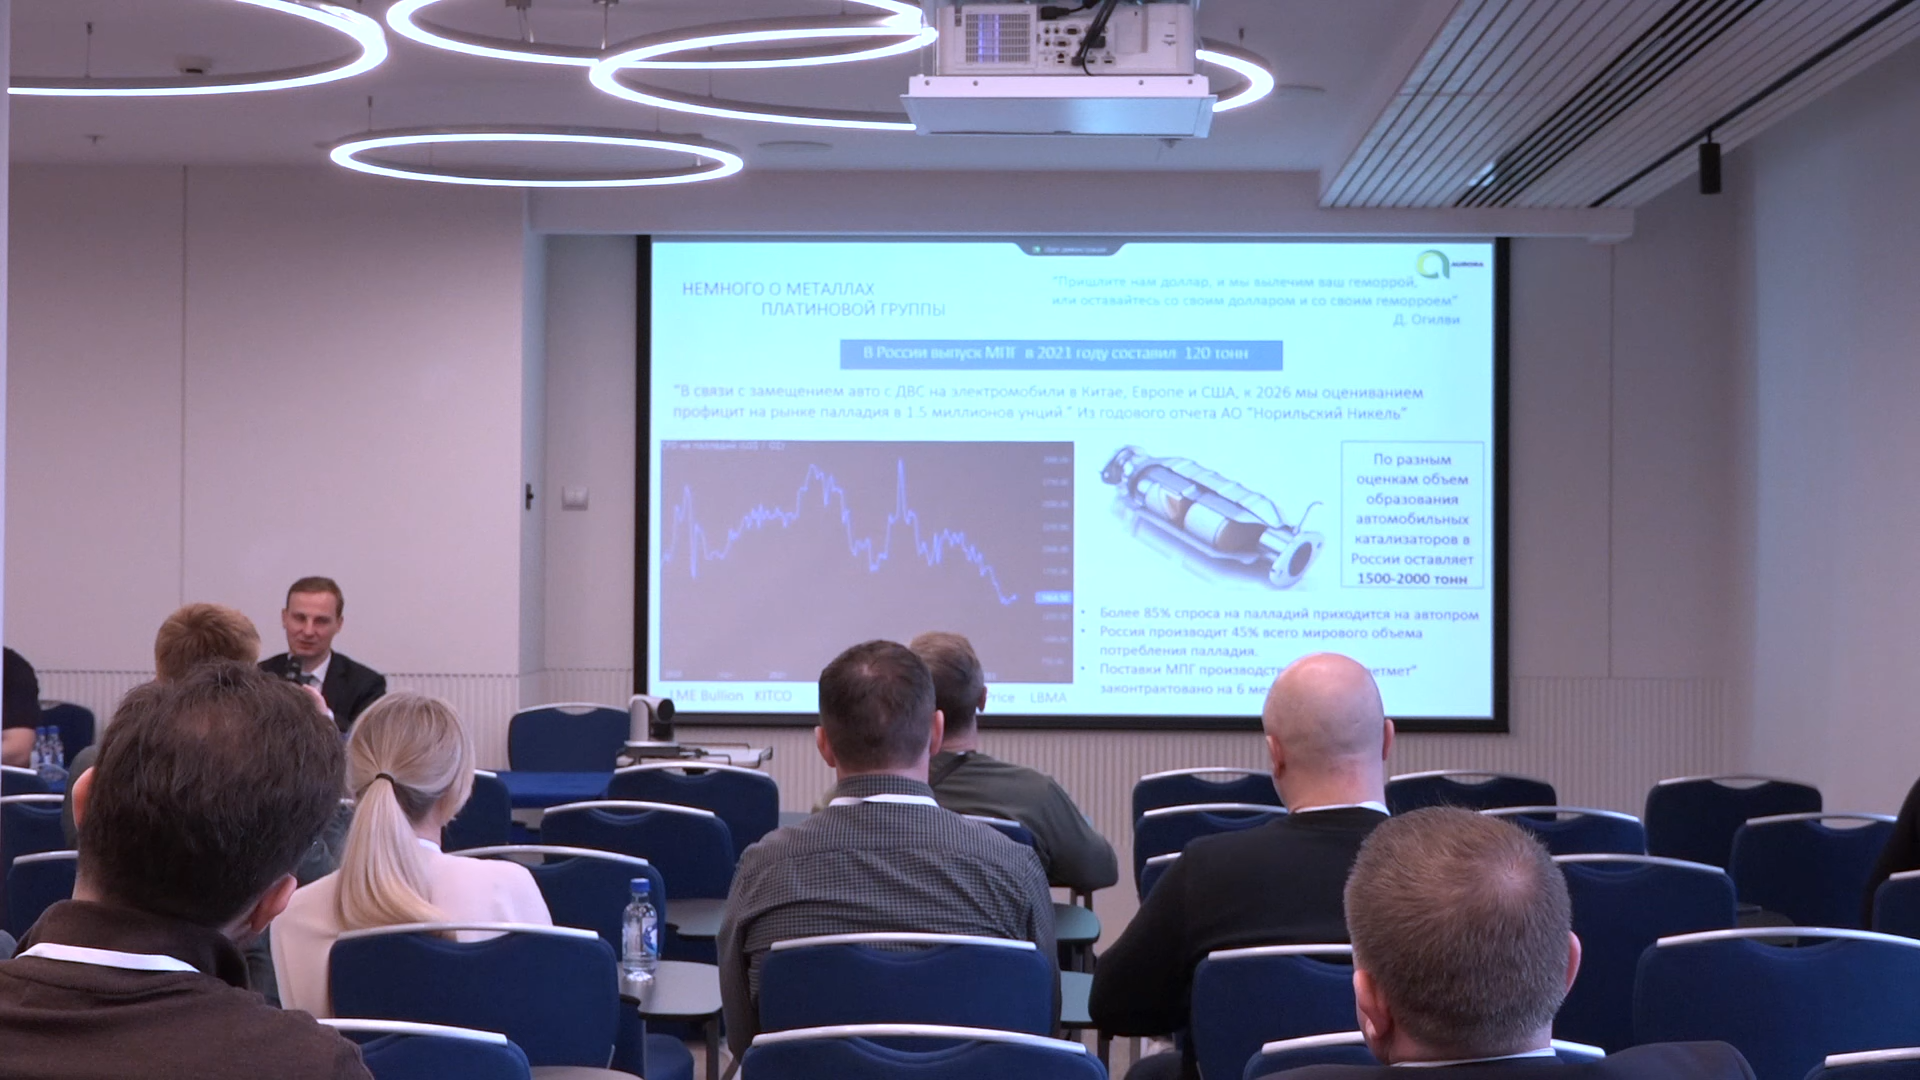 AURORA
НЕМНОГО О МЕТАЛЛАХ
ПЛАТИНОВОЙ ГРУППЫ
"Пришлите нам доллар, и мы вылечим ваш геморрой,
или оставайтесь со своим долларом и со своим геморроем"
Д. Огилви
В России выпуск МПГ в 2021 году составил 120 тонн
"В связи с замещением авто с ДВС на электромобили в Китае, Европе и США, к 2026 мы оцениванием
профицит на рынке палладия в 1.5 миллионов унций." Из годового отчета АО "Норильский Никель"
По разным
оценкам объем
образования
автомобильных
катализаторов в
России оставляет
1500-2000 тонн
• Более 85% спроса на палладий приходится на автопром
• Россия производит 45% всего мирового объема
потребления палладия.
• Поставки МПГ
законтрактовано на 6
LME Bullion KITCO Price LBMA